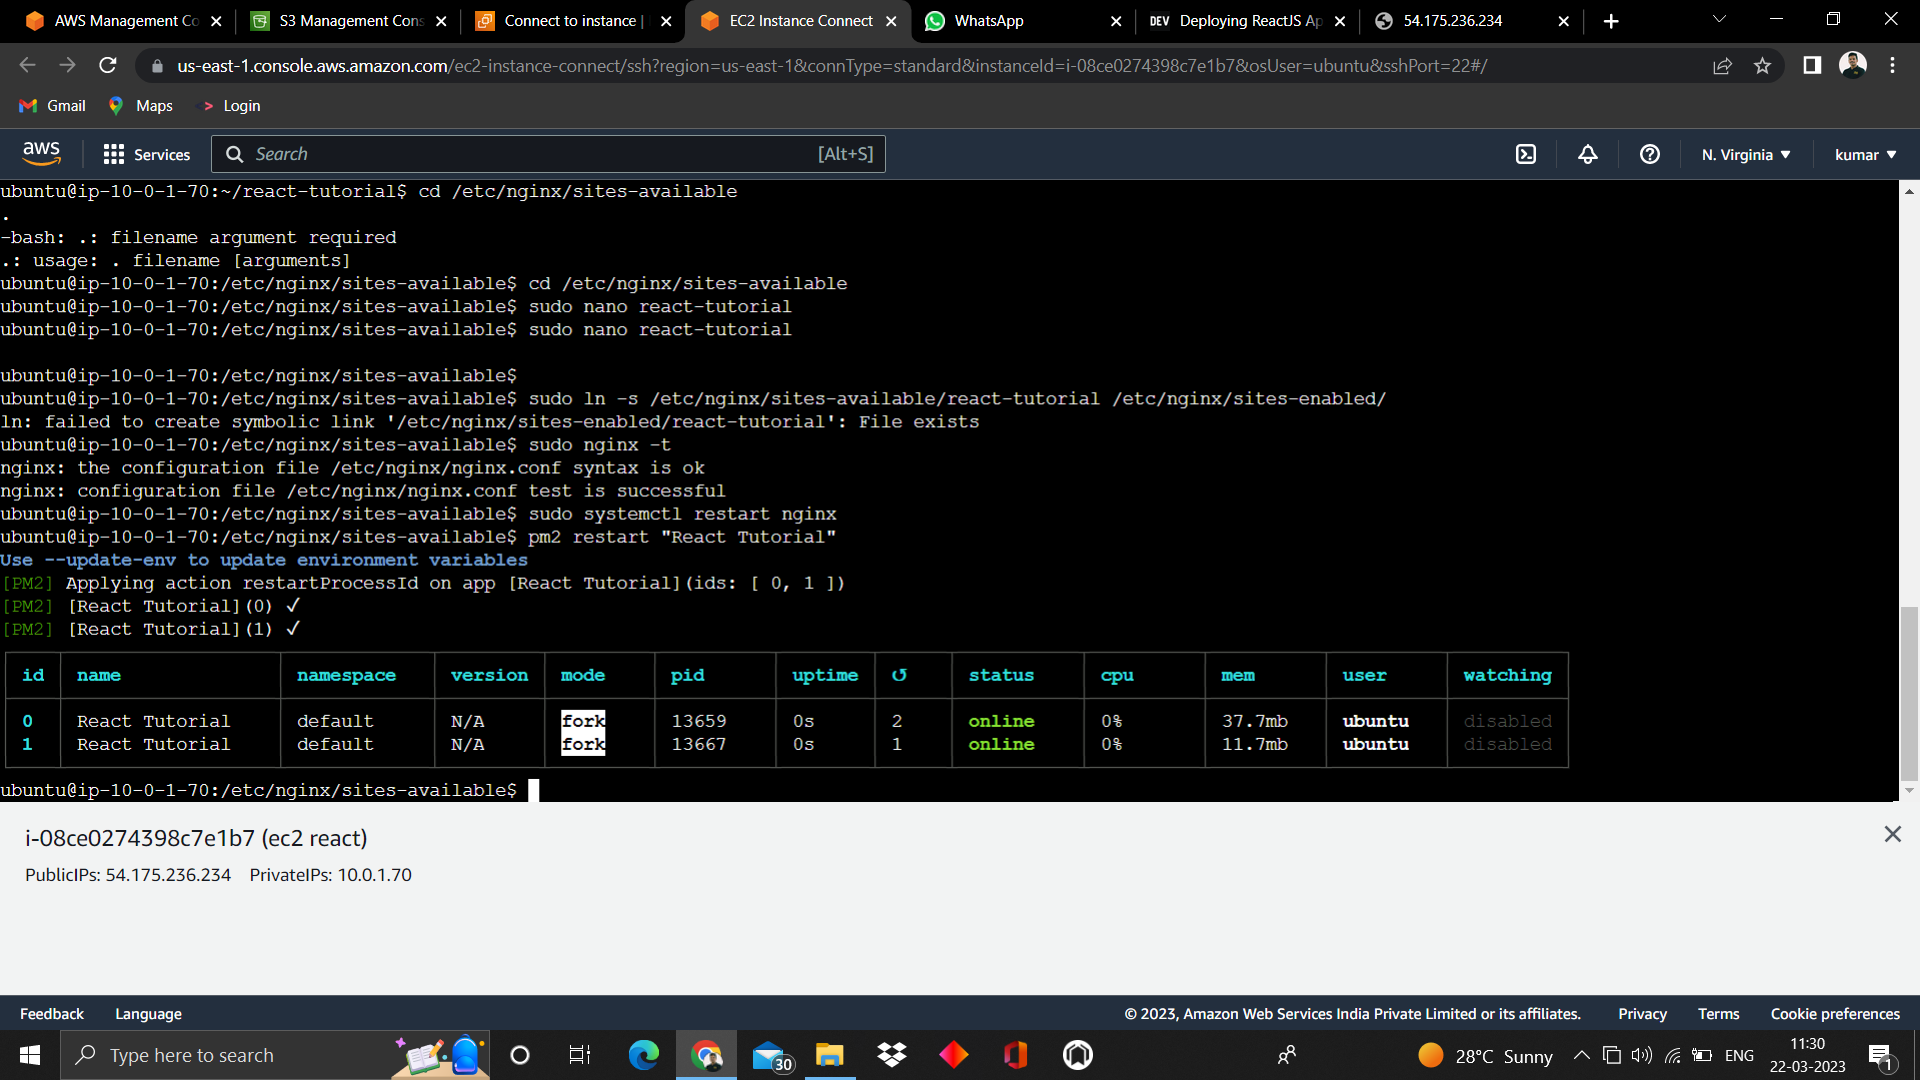 AWS Management Co
S3 Management Cons
Connect to instance |
EC2 Instance Connect
WhatsApp
DEV Deploying ReactJS Ap
54.175.236.234
us-east-1.console.aws.amazon.com/ec2-instance-connect/ssh?region=us-east-1&connType=standard&instanceId=i-08ce0274398c7e1b7&osUser=ubuntu&sshPort=22#/
Gmail Maps Login
aws Services Search [Alt+S] N. Virginia kumar
ubuntu@ip-10-0-1-70:~/react-tutorial$ cd /etc/nginx/sites-available
.
-bash: .: filename argument required
.: usage: . filename [arguments]
ubuntu@ip-10-0-1-70:/etc/nginx/sites-available$ cd /etc/nginx/sites-available
ubuntu@ip-10-0-1-70:/etc/nginx/sites-available$ sudo nano react-tutorial
ubuntu@ip-10-0-1-70:/etc/nginx/sites-available$ sudo nano react-tutorial
ubuntu@ip-10-0-1-70:/etc/nginx/sites-available$
ubuntu@ip-10-0-1-70:/etc/nginx/sites-available$ sudo ln -s /etc/nginx/sites-available/react-tutorial /etc/nginx/sites-enabled/
ln: failed to create symbolic link '/etc/nginx/sites-enabled/react-tutorial': File exists
ubuntu@ip-10-0-1-70:/etc/nginx/sites-available$ sudo nginx -t
nginx: the configuration file /etc/nginx/nginx.conf syntax is ok
nginx: configuration file /etc/nginx/nginx.conf test is successful
ubuntu@ip-10-0-1-70:/etc/nginx/sites-available$ sudo systemctl restart nginx
ubuntu@ip-10-0-1-70:/etc/nginx/sites-available$ pm2 restart "React Tutorial"
Use --update-env to update environment variables
[PM2] Applying action restartProcessId on app [React Tutorial](ids: [ 0, 1 ])
[PM2] [React Tutorial](0) ✓
[PM2] [React Tutorial](1) ✓
id name namespace version mode pid uptime ↺ status cpu mem user watching
0 React Tutorial default N/A fork 13659 0s 2 online 0% 37.7mb ubuntu disabled
1 React Tutorial default N/A fork 13667 0s 1 online 0% 11.7mb ubuntu disabled
ubuntu@ip-10-0-1-70:/etc/nginx/sites-available$
i-08ce0274398c7e1b7 (ec2 react)
PublicIPs: 54.175.236.234 PrivateIPs: 10.0.1.70
Feedback Language © 2023, Amazon Web Services India Private Limited or its affiliates. Privacy Terms Cookie preferences
Type here to search 30 28°C Sunny ENG 11:30
22-03-2023 1